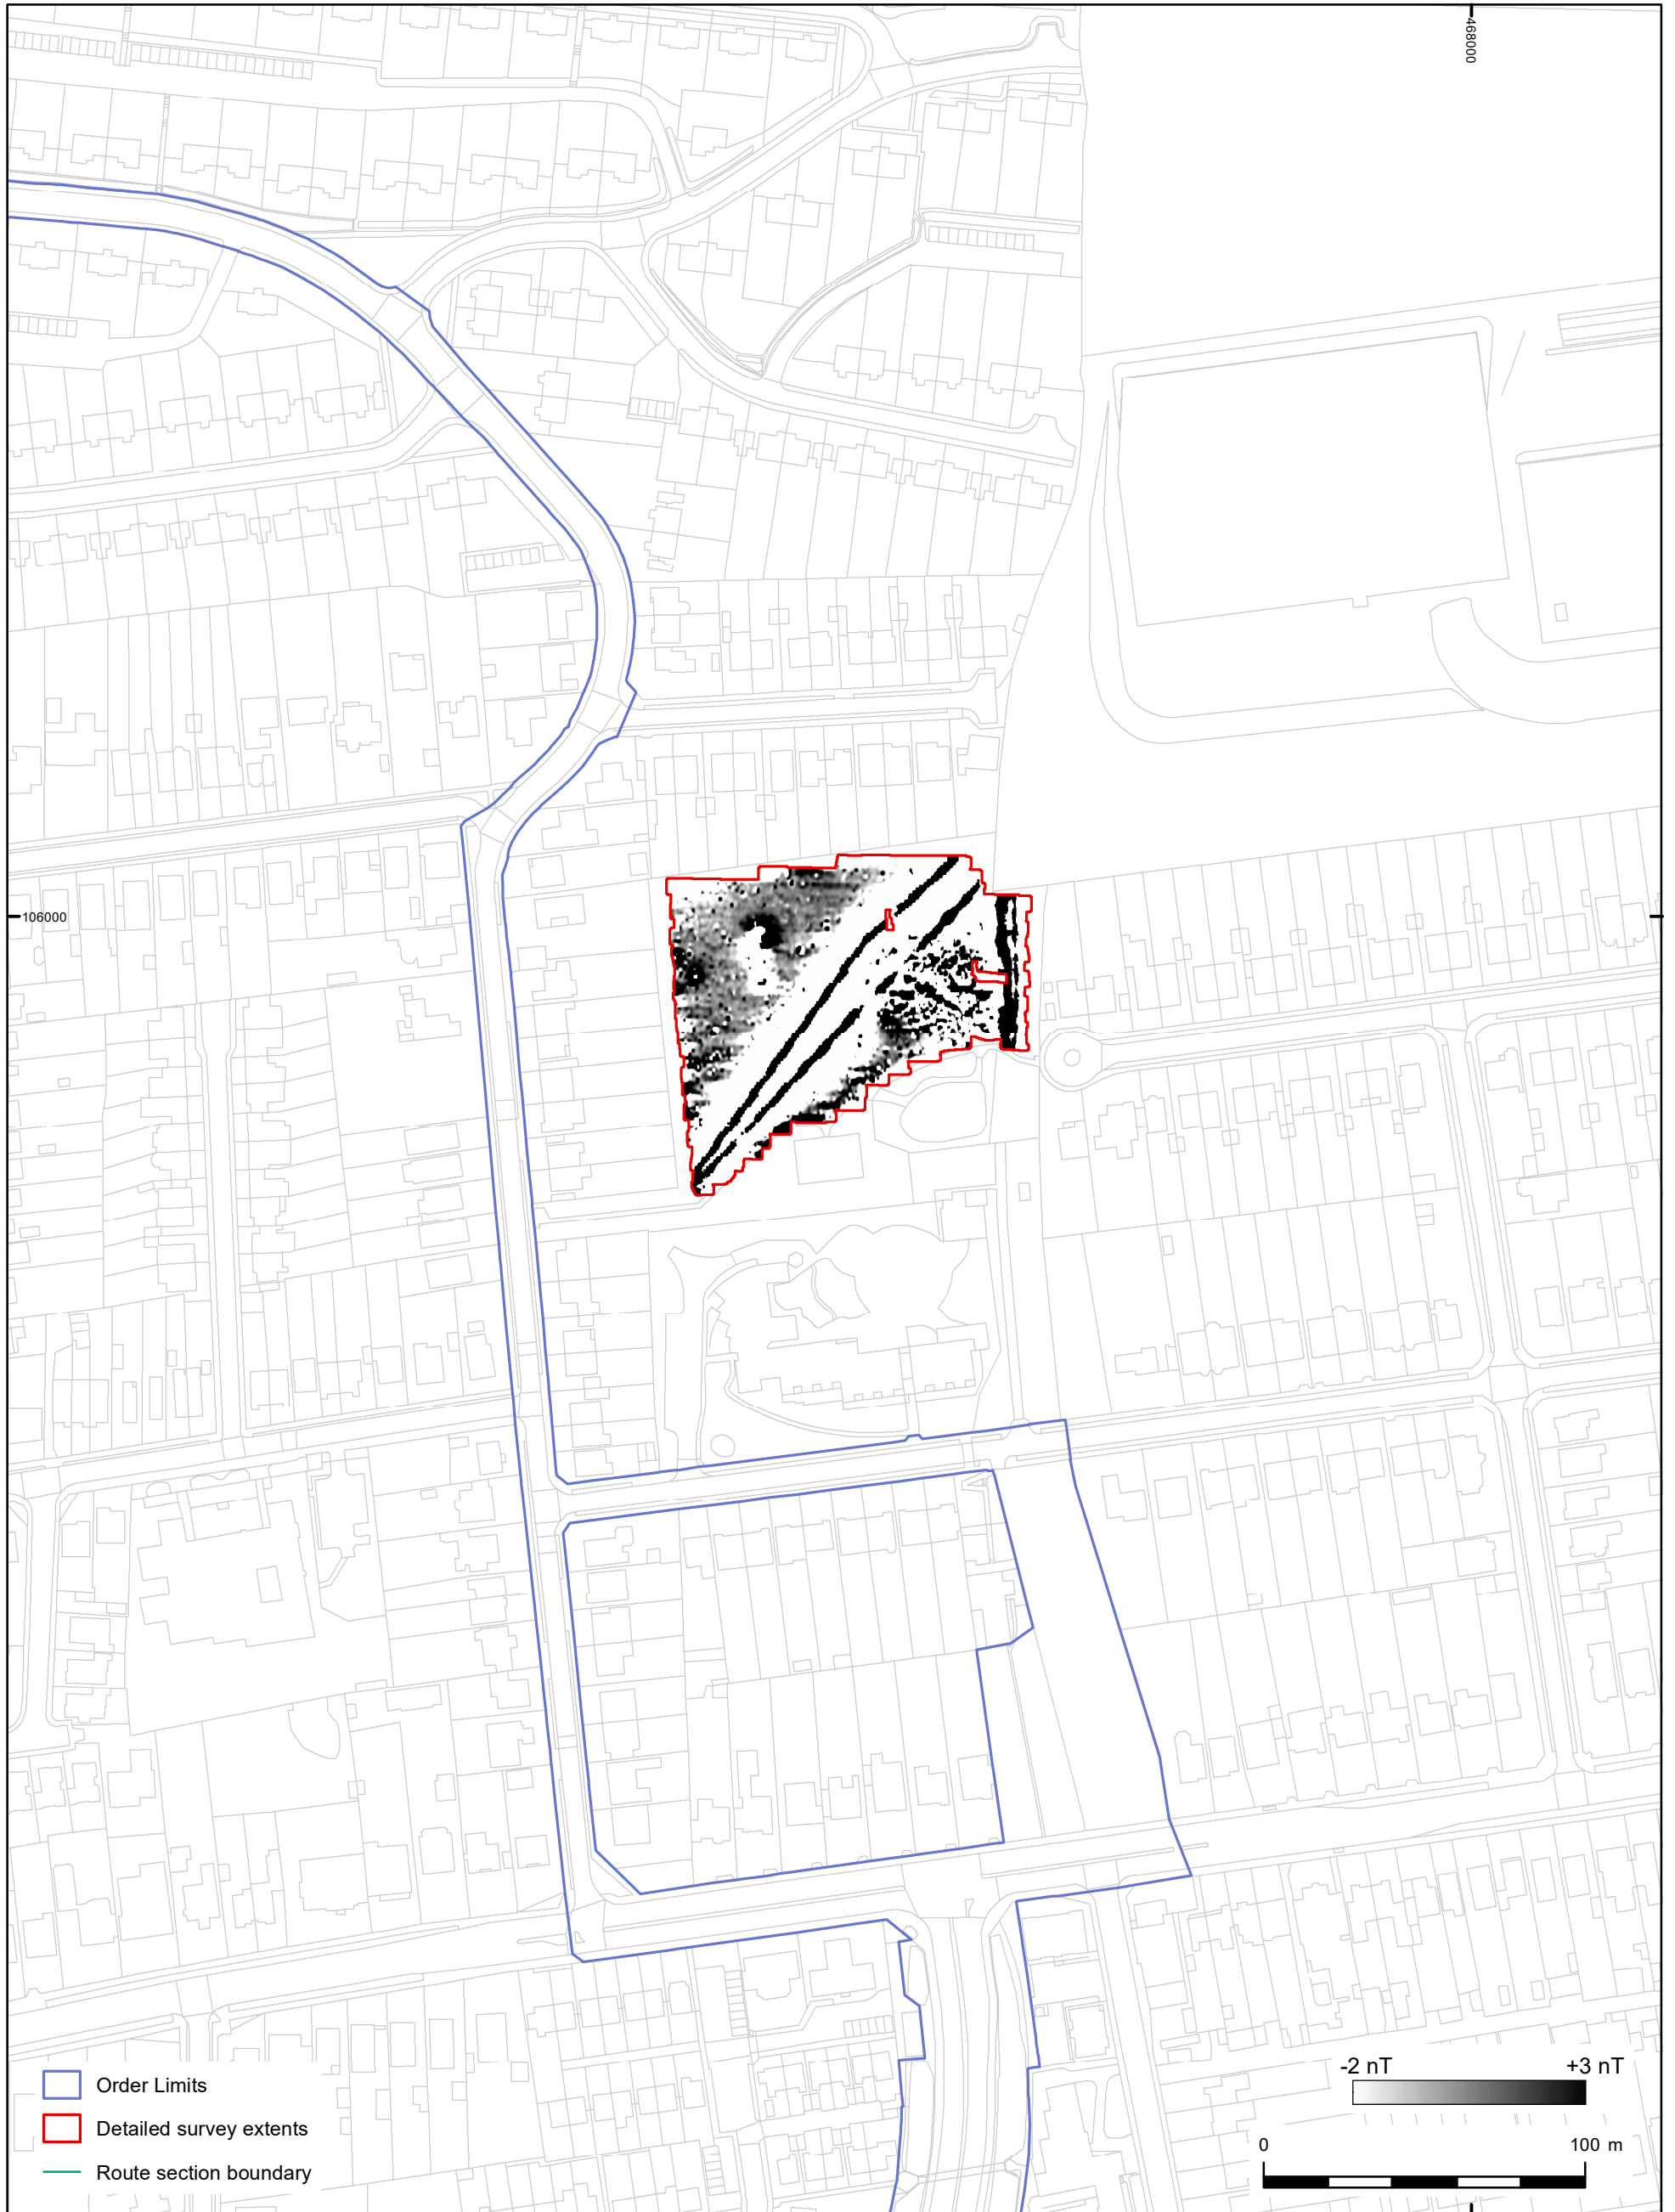 468000
106000
Order Limits
Detailed survey extents
Route section boundary
-2 nT +3 nT
0 100 m